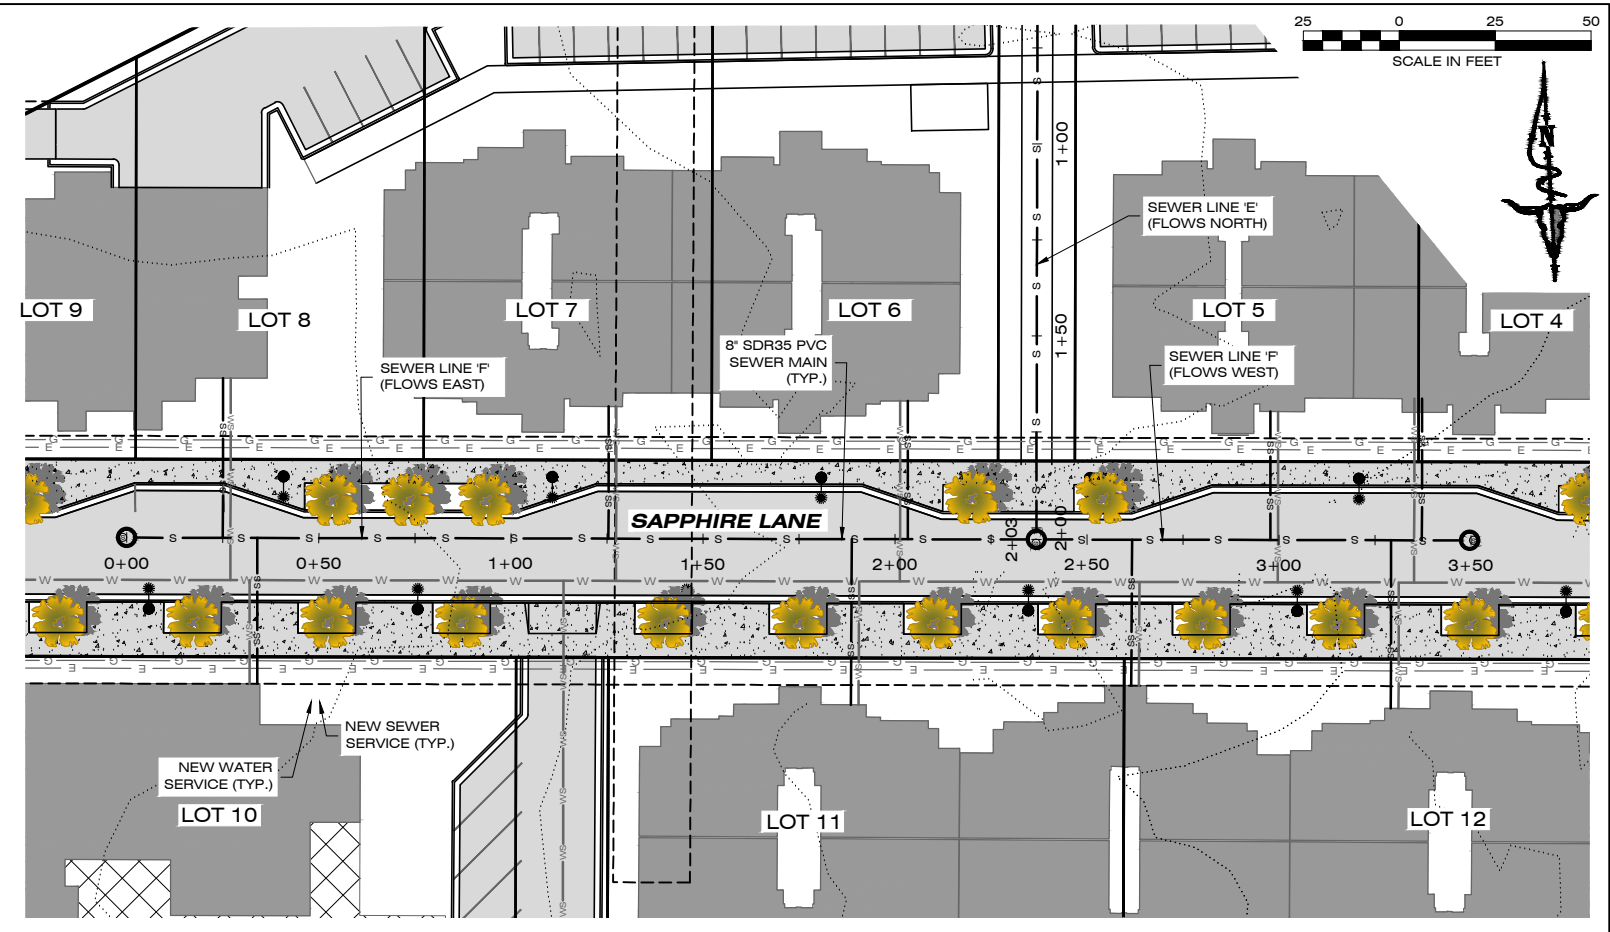 25 0 25 50
SCALE IN FEET
N
1+00
SEWER LINE 'E'
(FLOWS NORTH)
LOT 9
LOT 8
LOT 7
LOT 6
LOT 5
LOT 4
1+50
8" SDR35 PVC
SEWER MAIN
(TYP.)
SEWER LINE 'F'
(FLOWS EAST)
SEWER LINE 'F'
(FLOWS WEST)
SAPPHIRE LANE
2+03
2+00
0+00 0+50 1+00 1+50 2+00 2+50 3+00 3+50
NEW SEWER
SERVICE (TYP.)
NEW WATER
SERVICE (TYP.)
LOT 10
LOT 11
LOT 12